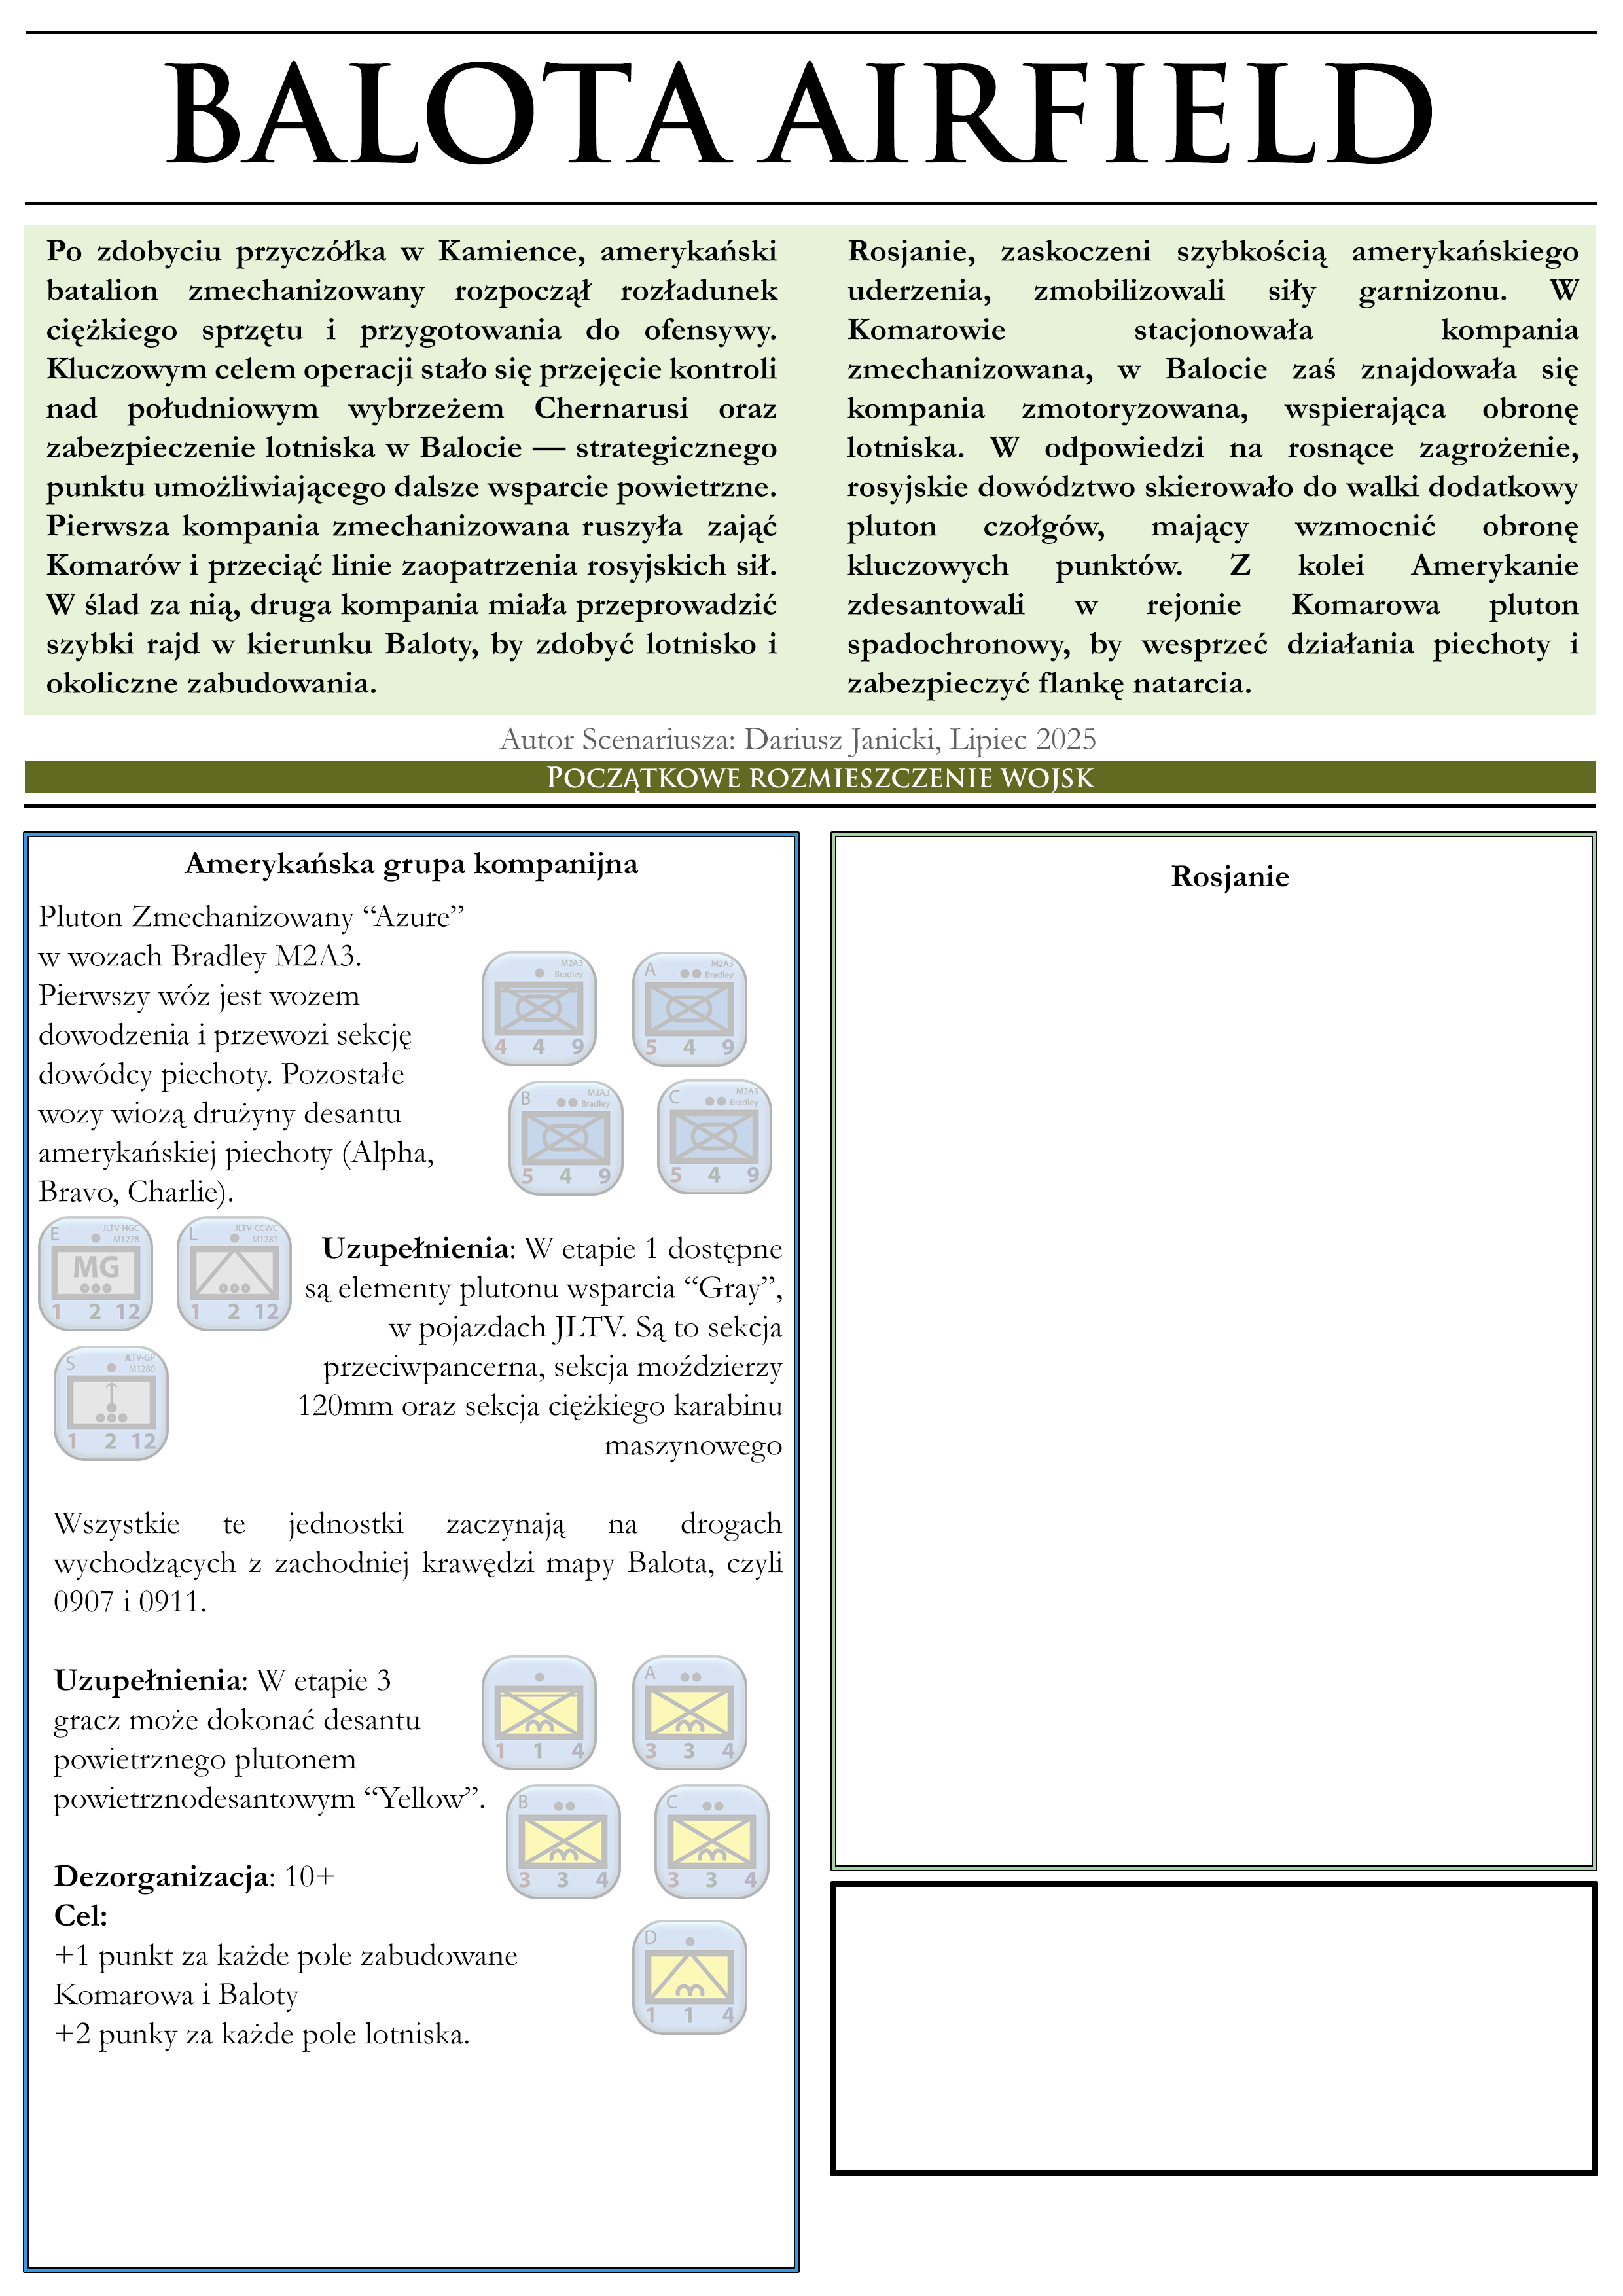 BALOTA AIRFIELD
Po zdobyciu przyczółka w Kamience, amerykański
batalion zmechanizowany rozpoczął rozładunek
ciężkiego sprzętu i przygotowania do ofensywy.
Kluczowym celem operacji stało się przejęcie kontroli
nad południowym wybrzeżem Chernarusi oraz
zabezpieczenie lotniska w Balocie — strategicznego
punktu umożliwiającego dalsze wsparcie powietrzne.
Pierwsza kompania zmechanizowana ruszyła zająć
Komarów i przeciąć linie zaopatrzenia rosyjskich sił.
W ślad za nią, druga kompania miała przeprowadzić
szybki rajd w kierunku Baloty, by zdobyć lotnisko i
okoliczne zabudowania.
Rosjanie, zaskoczeni szybkością amerykańskiego
uderzenia, zmobilizowali siły garnizonu. W
Komarowie stacjonowała kompania
zmechanizowana, w Balocie zaś znajdowała się
kompania zmotoryzowana, wspierająca obronę
lotniska. W odpowiedzi na rosnące zagrożenie,
rosyjskie dowództwo skierowało do walki dodatkowy
pluton czołgów, mający wzmocnić obronę
kluczowych punktów. Z kolei Amerykanie
zdesantowali w rejonie Komarowa pluton
spadochronowy, by wesprzeć działania piechoty i
zabezpieczyć flankę natarcia.
Autor Scenariusza: Dariusz Janicki, Lipiec 2025
Początkowe rozmieszczenie wojsk
Amerykańska grupa kompanijna
Pluton Zmechanizowany “Azure”
w wozach Bradley M2A3.
Pierwszy wóz jest wozem
dowodzenia i przewozi sekcję
dowódcy piechoty. Pozostałe
wozy wiozą drużyny desantu
amerykańskiej piechoty (Alpha,
Bravo, Charlie).
M2A3
Bradley
4 4 9
A M2A3
Bradley
5 4 9
B M2A3
Bradley
5 4 9
C M2A3
Bradley
5 4 9
E JLTV-HGC
M1278
MG
1 2 12
L JLTV-CCWC
M1281
1 2 12
S JLTV-GP
M1280
1 2 12
Uzupełnienia: W etapie 1 dostępne
są elementy plutonu wsparcia “Gray”,
w pojazdach JLTV. Są to sekcja
przeciwpancerna, sekcja moździerzy
120mm oraz sekcja ciężkiego karabinu
maszynowego
Wszystkie te jednostki zaczynają na drogach
wychodzących z zachodniej krawędzi mapy Balota, czyli
0907 i 0911.
Uzupełnienia: W etapie 3
gracz może dokonać desantu
powietrznego plutonem
powietrznodesantowym “Yellow”.
1 1 4
A
3 3 4
B
3 3 4
C
3 3 4
D
1 1 4
Dezorganizacja: 10+
Cel:
+1 punkt za każde pole zabudowane
Komarowa i Baloty
+2 punky za każde pole lotniska.
Rosjanie